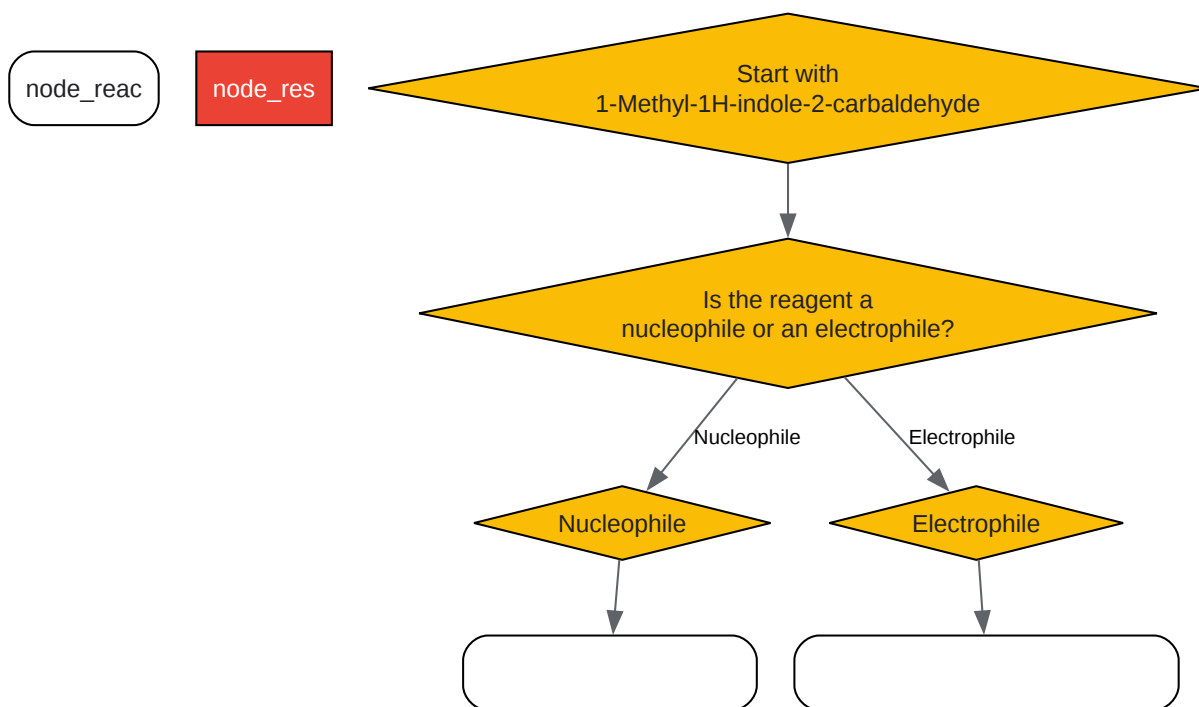 node_reac
node_res
Start with
1-Methyl-1H-indole-2-carbaldehyde
Is the reagent a
nucleophile or an electrophile?
Nucleophile
Electrophile
Nucleophile
Electrophile